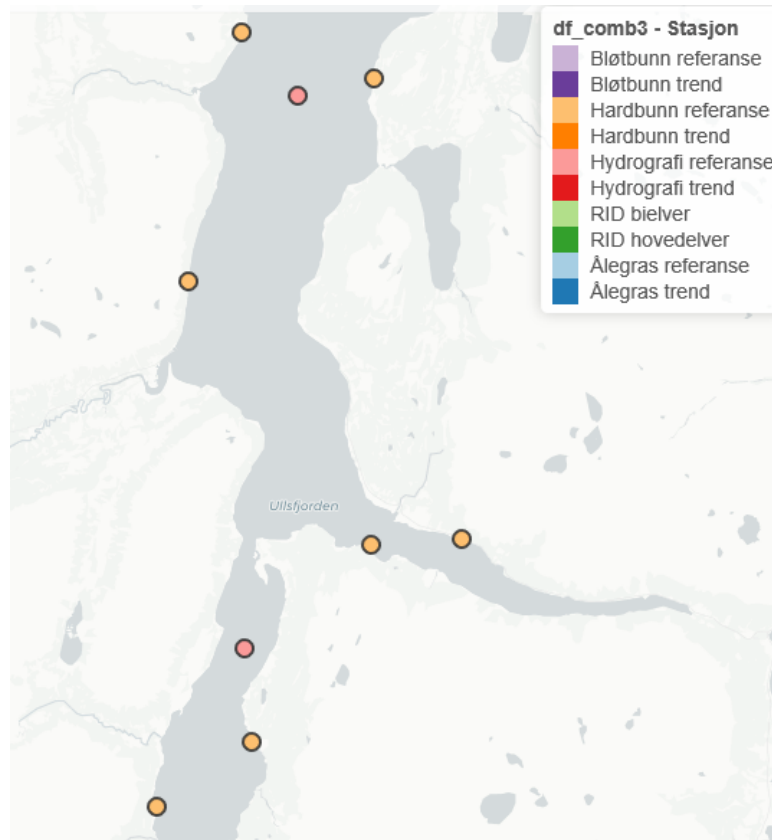 df_comb3 - Stasjon
Bløtbunn referanse
Bløtbunn trend
Hardbunn referanse
Hardbunn trend
Hydrografi referanse
Hydrografi trend
RID bielver
RID hovedelver
Ålegras referanse
Ålegras trend
Ullsfjorden